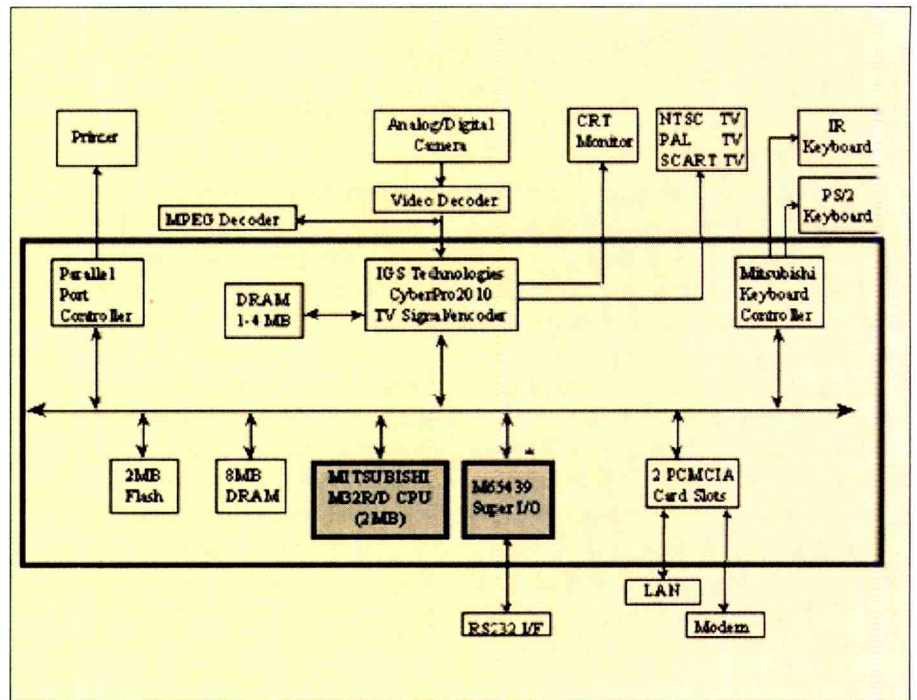 Printer
Analog/Digital
Camera
CRT
Monitor
NTSC TV
PAL TV
SCART TV
IR
Keyboard
Video Decoder
PS/2
Keyboard
MPEG Decoder
Parallel
Port
Controller
DRAM
1-4 MB
IGS Technologies
CyberPro2010
TV Signal/encoder
Mitsubishi
Keyboard
Controller
2MB
Flash
8MB
DRAM
MITSUBISHI
M32R/D CPU
(2MB)
*
M65439
Super I/O
2 PCMCIA
Card Slots
LAN
RS232 I/F
Modem